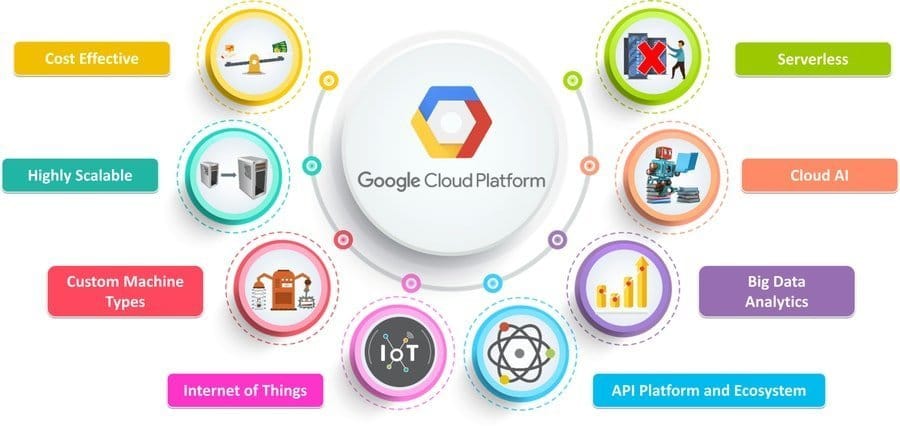 Cost Effective
Serverless
Google Cloud Platform
Highly Scalable
Cloud AI
Custom Machine
Types
Big Data
Analytics
IoT
Internet of Things
API Platform and Ecosystem